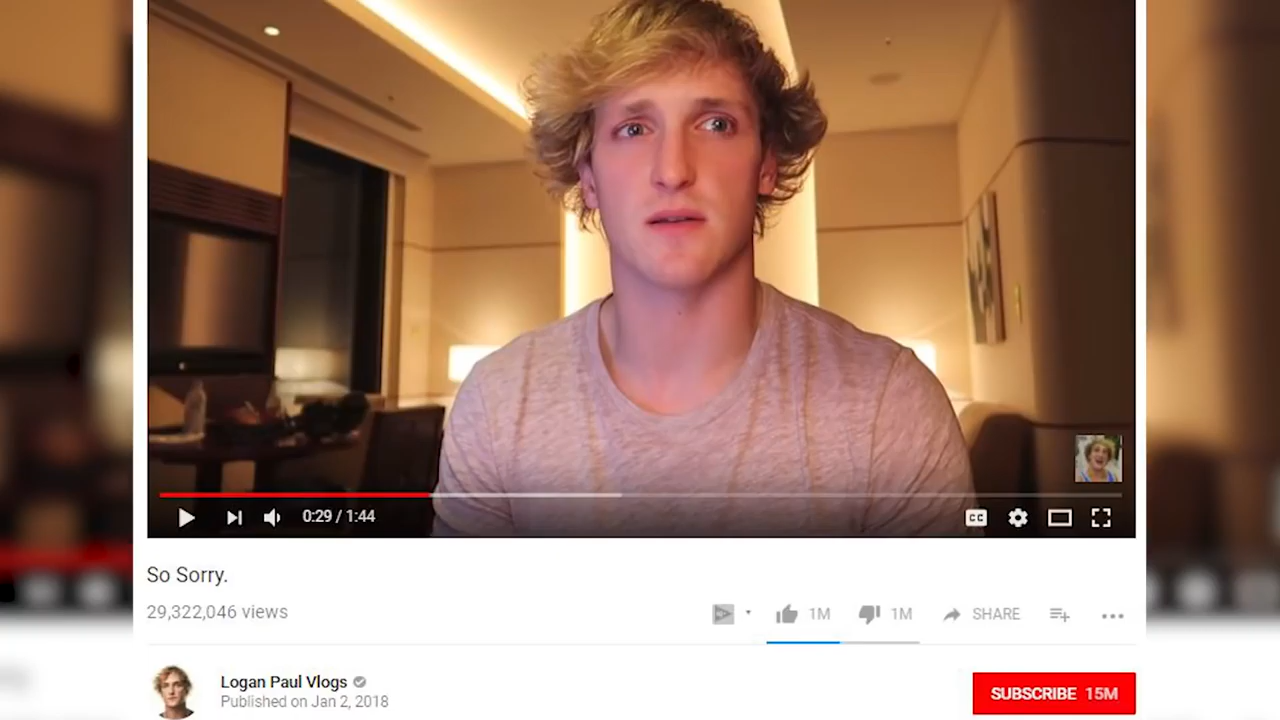 0:29 / 1:44
CC
So Sorry.
29,322,046 views
1M
1M
SHARE
Logan Paul Vlogs
Published on Jan 2, 2018
SUBSCRIBE 15M